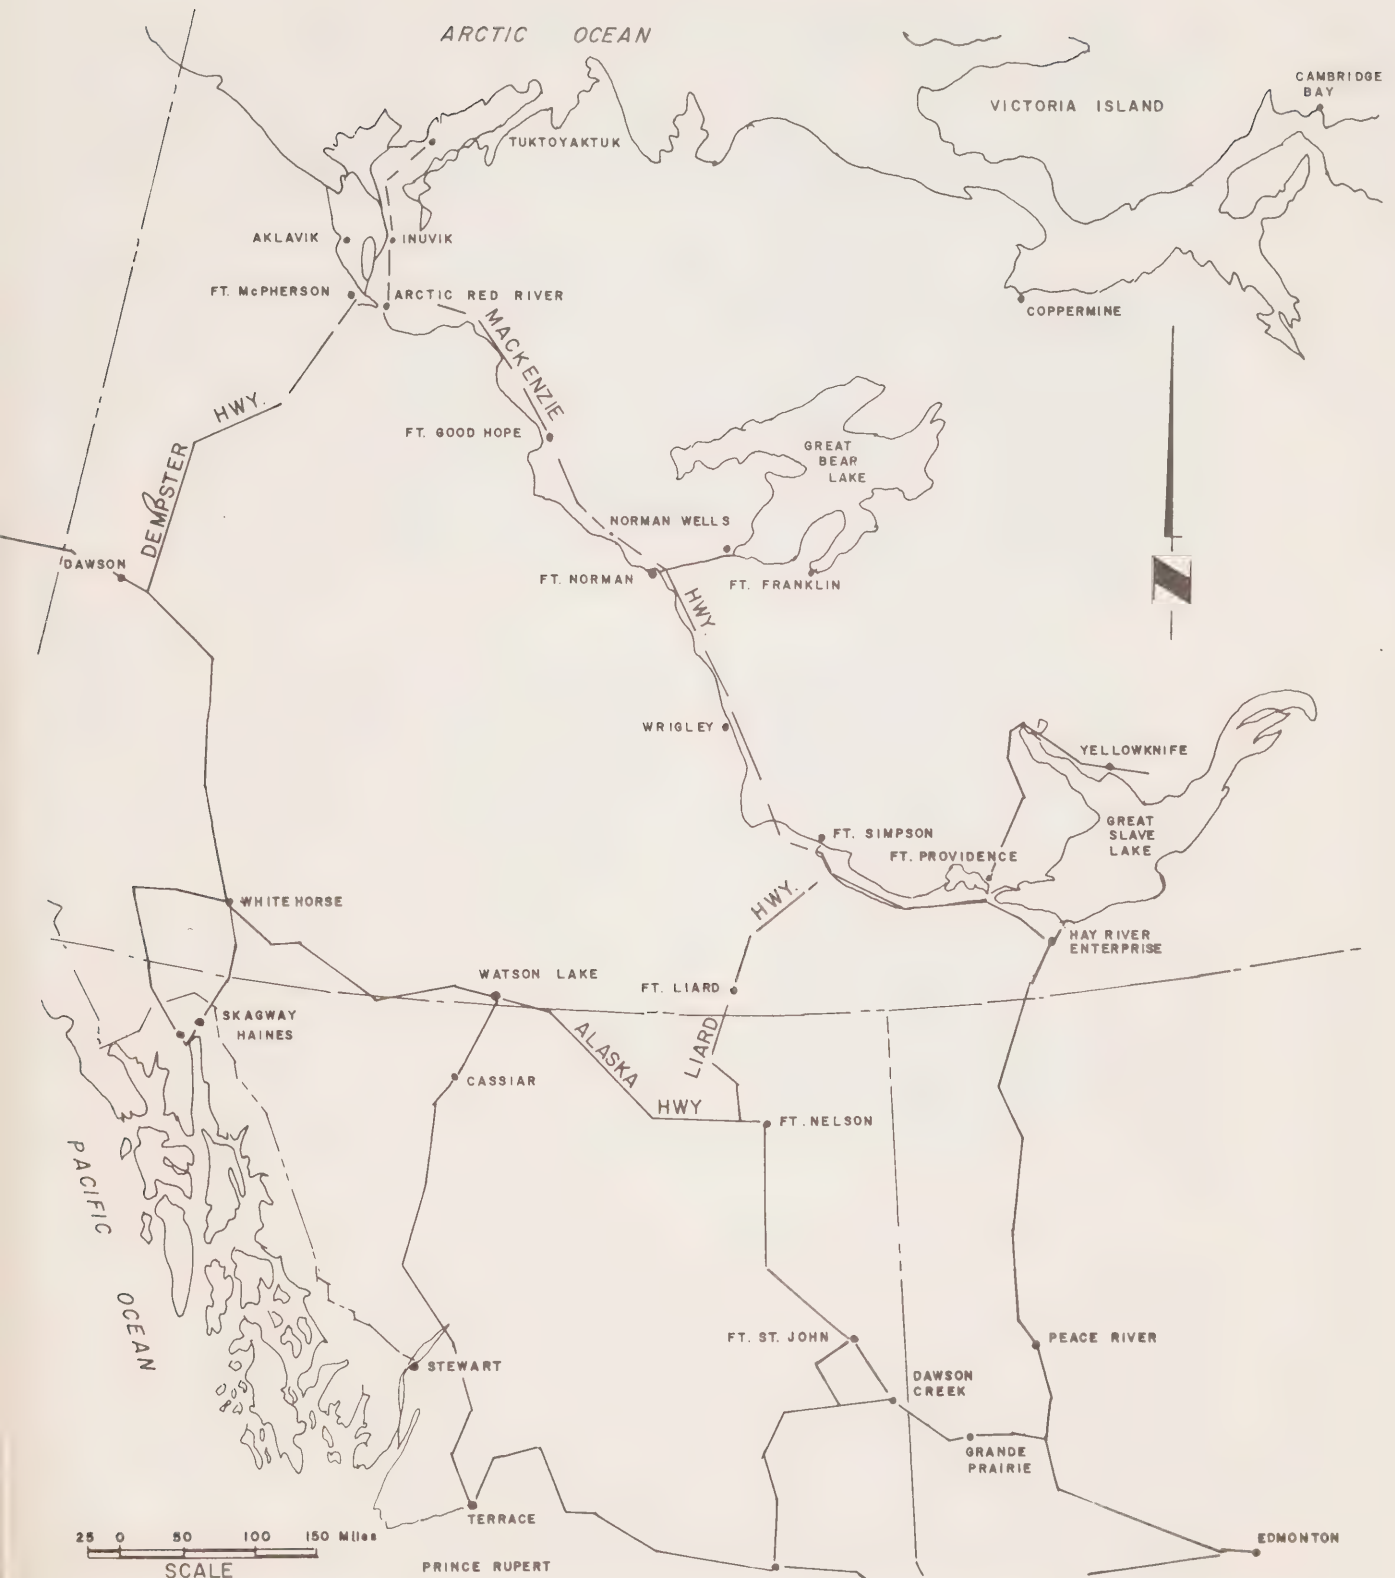 ARCTIC OCEAN
CAMBRIDGE
BAY
VICTORIA ISLAND
TUKTOYAKTUK
AKLAVIK
INUVIK
FT. McPHERSON
ARCTIC RED RIVER
COPPERMINE
MACKENZIE
HWY.
FT. GOOD HOPE
GREAT
BEAR
LAKE
DEMPSTER
NORMAN WELLS
DAWSON
FT. NORMAN
FT. FRANKLIN
HWY.
WRIGLEY
YELLOWKNIFE
GREAT
SLAVE
LAKE
FT. SIMPSON
FT. PROVIDENCE
HWY.
WHITEHORSE
HAY RIVER
ENTERPRISE
WATSON LAKE
FT. LIARD
SKAGWAY
HAINES
ALASKA
LIARD
CASSIAR
HWY
FT. NELSON
PACIFIC
OCEAN
FT. ST. JOHN
PEACE RIVER
STEWART
DAWSON
CREEK
GRANDE
PRAIRIE
TERRACE
25 0 50 100 150 Miles
SCALE
PRINCE RUPERT
EDMONTON